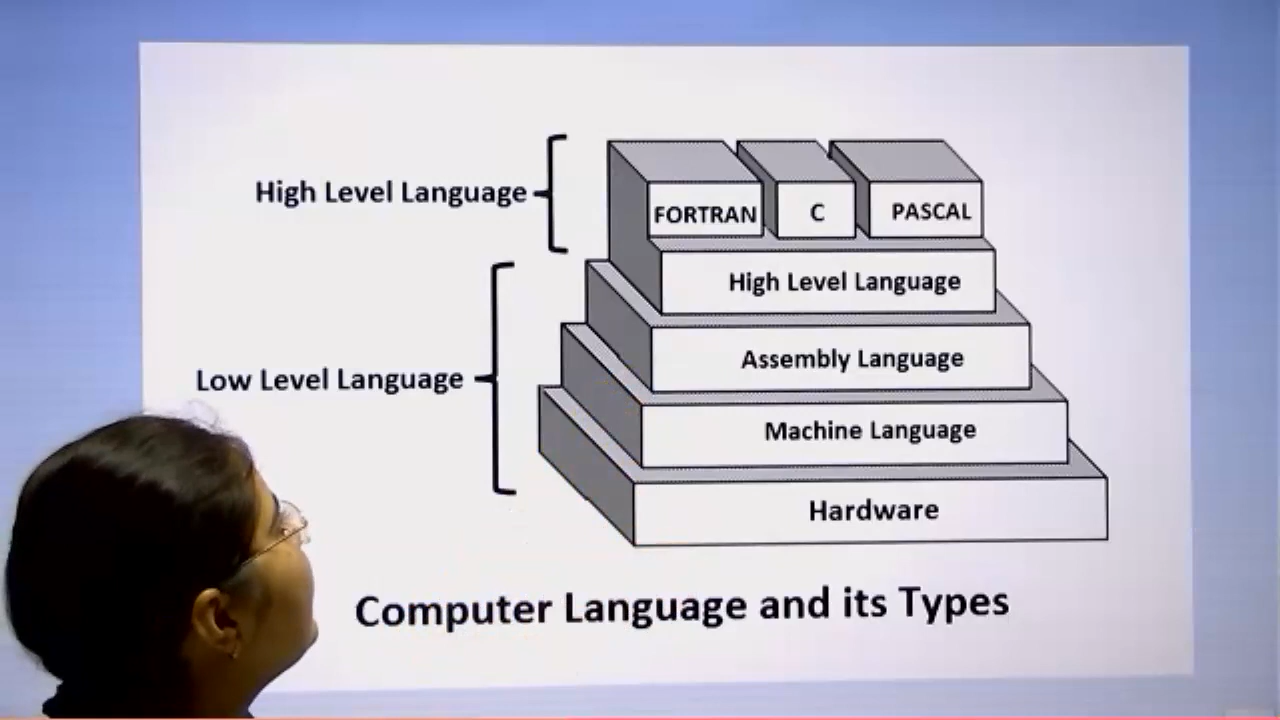 High Level Language
FORTRAN
C
PASCAL
High Level Language
Assembly Language
Low Level Language
Machine Language
Hardware
Computer Language and its Types